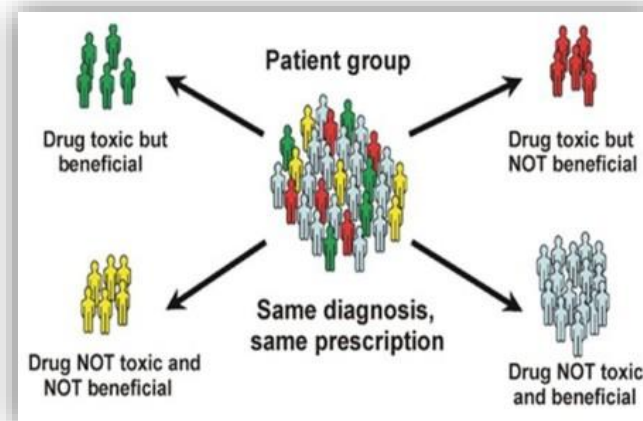 Patient group
Drug toxic but
beneficial
Drug toxic but
NOT beneficial
Drug NOT toxic and
NOT beneficial
Same diagnosis,
same prescription
Drug NOT toxic
and beneficial